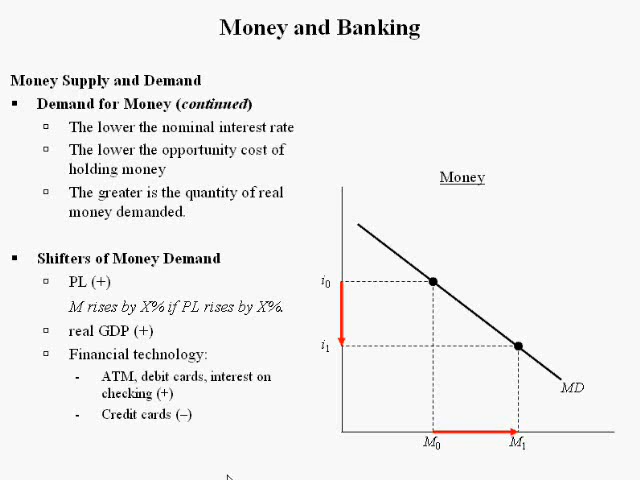 Money and Banking
Money Supply and Demand
▪ Demand for Money (continued)
▫ The lower the nominal interest rate
▫ The lower the opportunity cost of
holding money
▫ The greater is the quantity of real
money demanded.
▪ Shifters of Money Demand
▫ PL (+)
M rises by X% if PL rises by X%.
▫ real GDP (+)
▫ Financial technology:
- ATM, debit cards, interest on
checking (+)
- Credit cards (–)
Money
i0
i1
MD
M0 M1